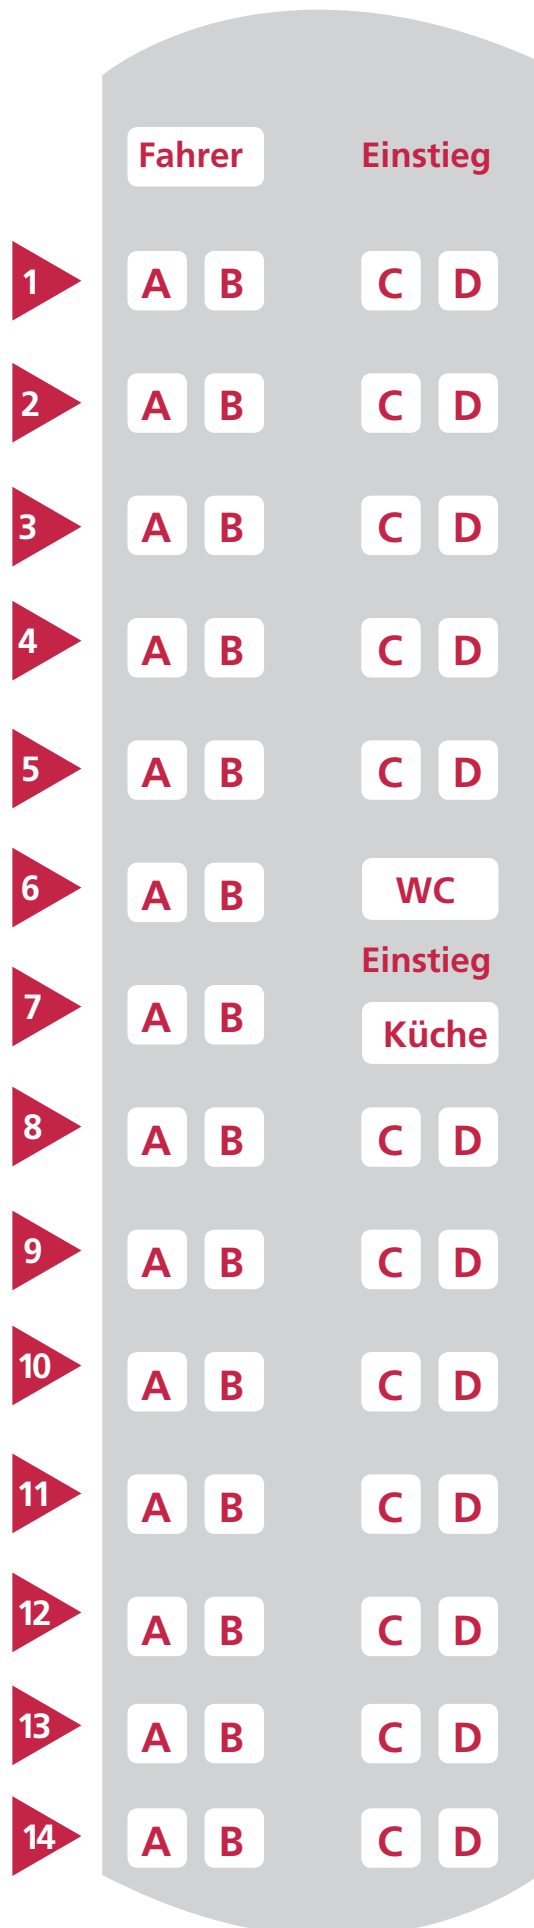 Fahrer Einstieg
1 A B C D
2 A B C D
3 A B C D
4 A B C D
5 A B C D
6 A B WC
Einstieg
7 A B Küche
8 A B C D
9 A B C D
10 A B C D
11 A B C D
12 A B C D
13 A B C D
14 A B C D